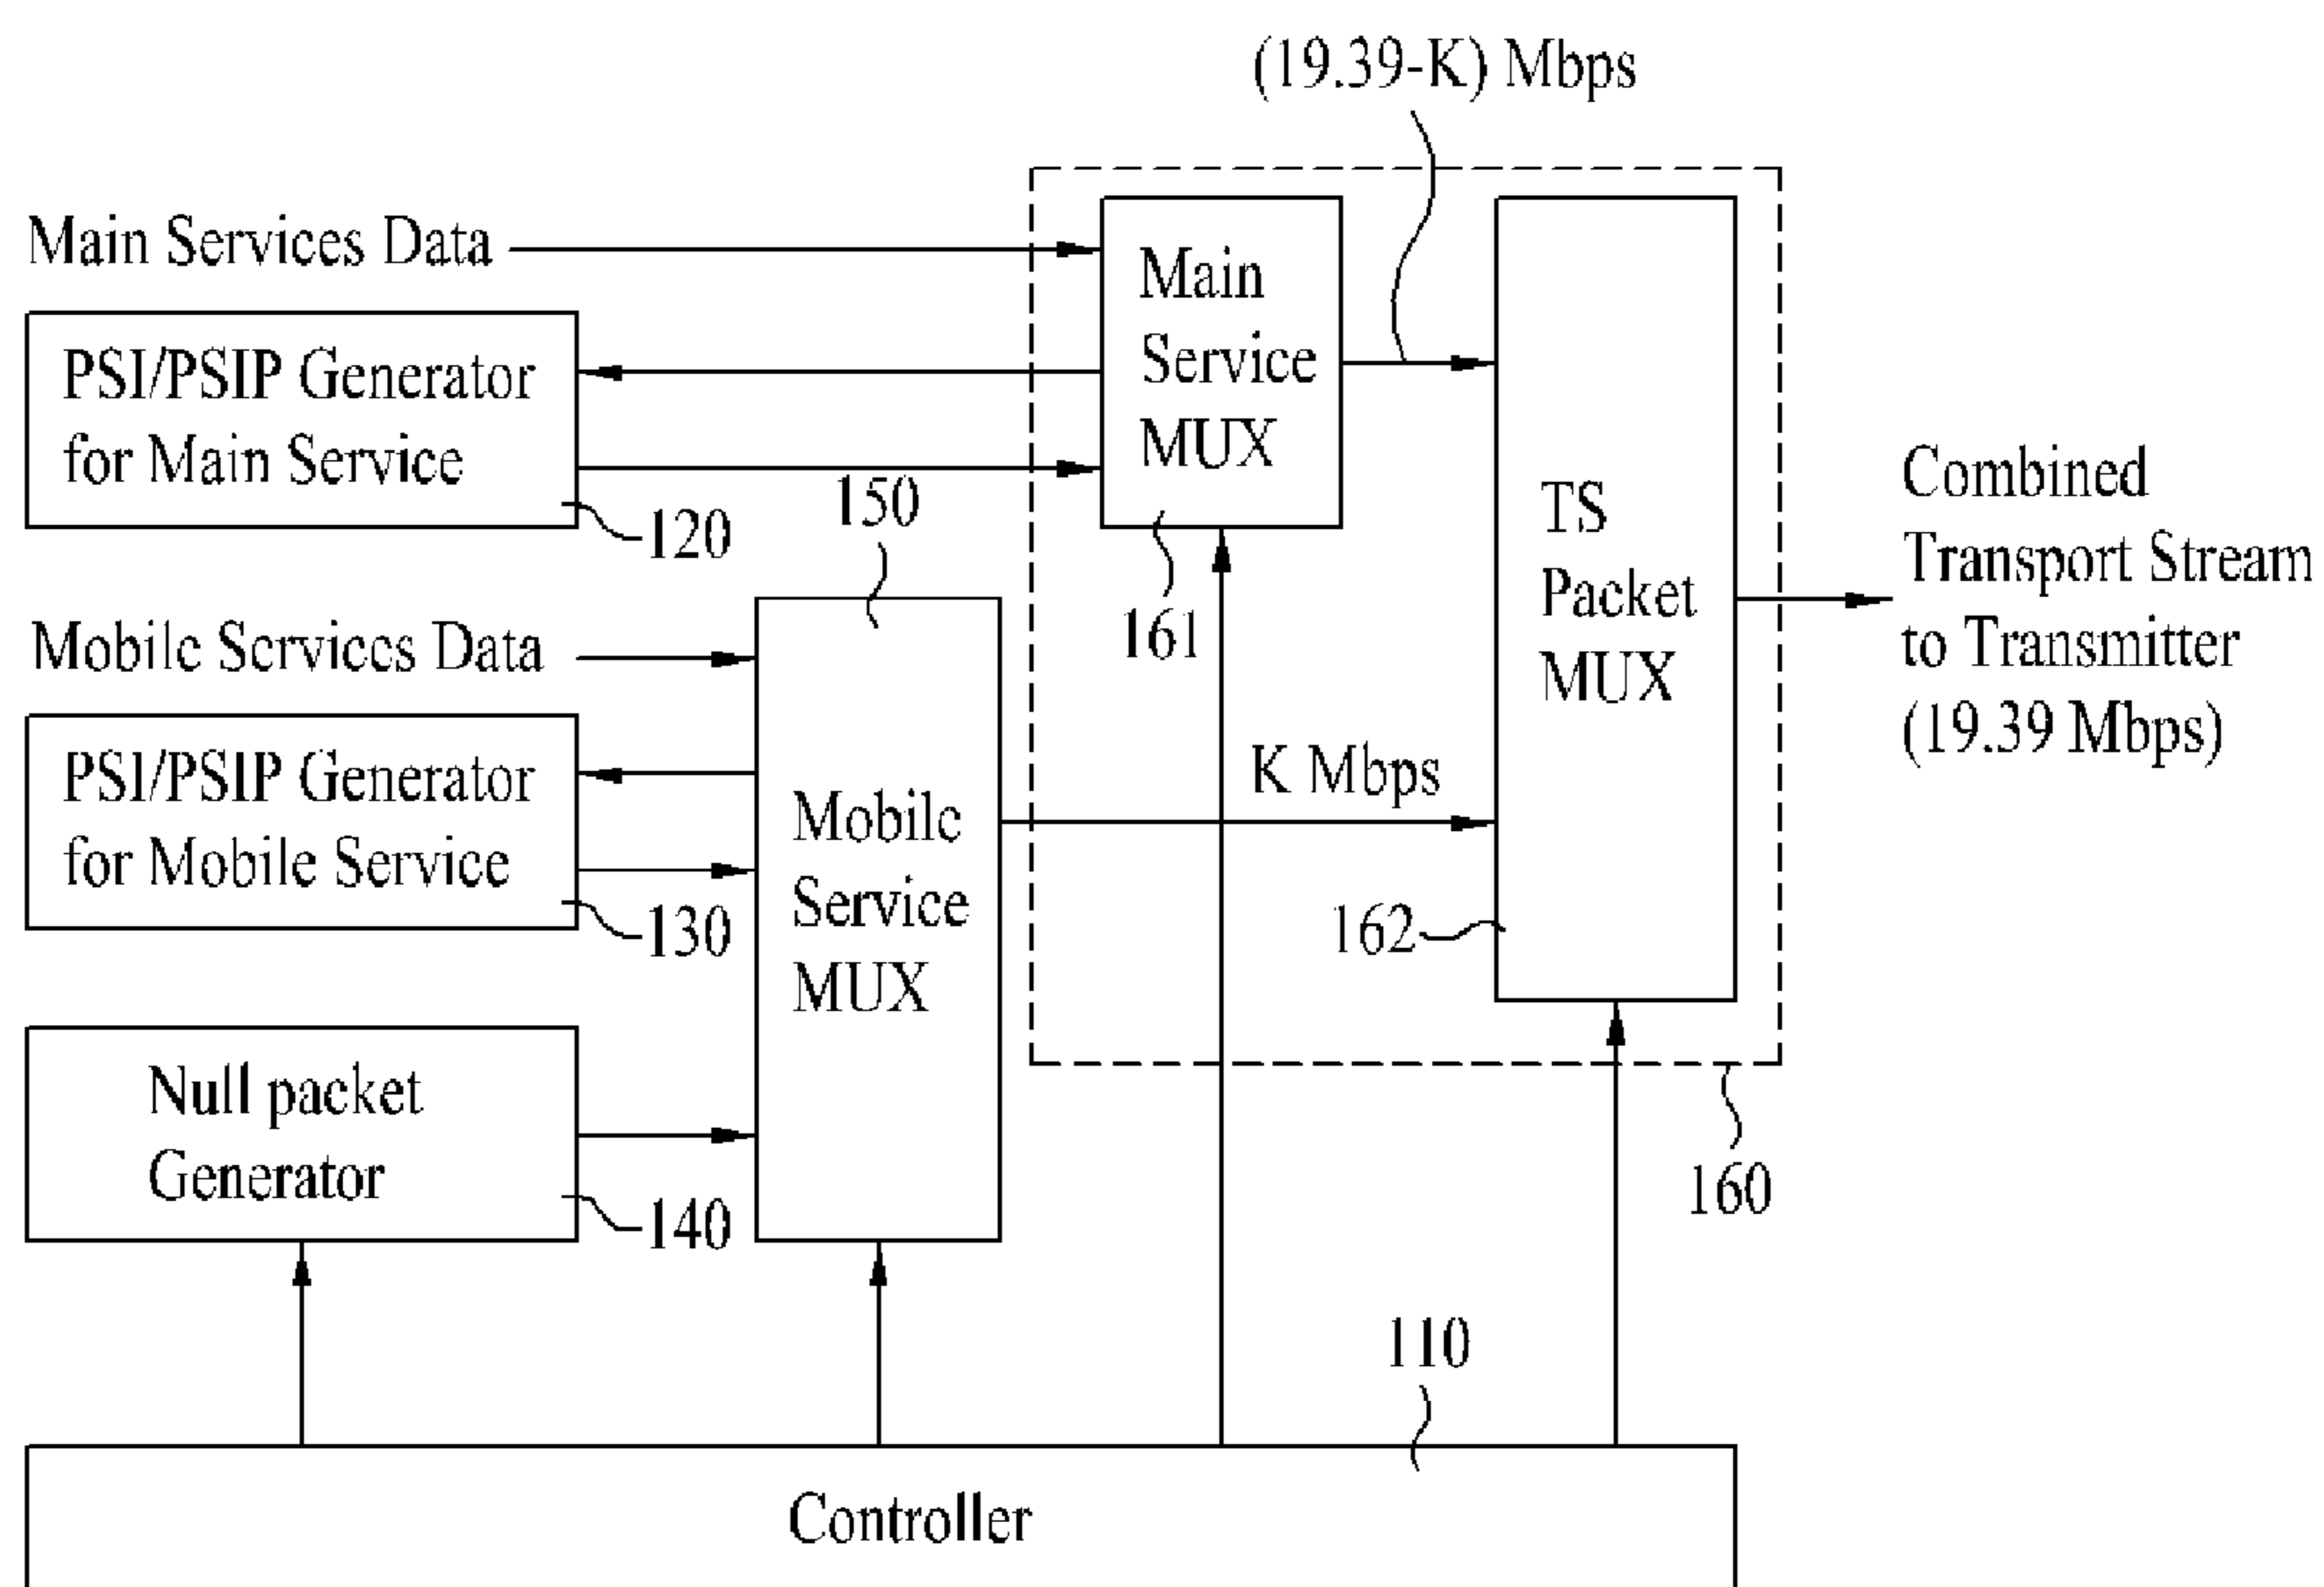 (19.39-K) Mbps
Main Services Data
PSI/PSIP Generator
for Main Service
120
Main
Service
MUX
161
TS
Packet
MUX
162
Combined
Transport Stream
to Transmitter
(19.39 Mbps)
150
Mobile Services Data
PSI/PSIP Generator
for Mobile Service
130
Mobile
Service
MUX
K Mbps
Null packet
Generator
140
160
110
Controller